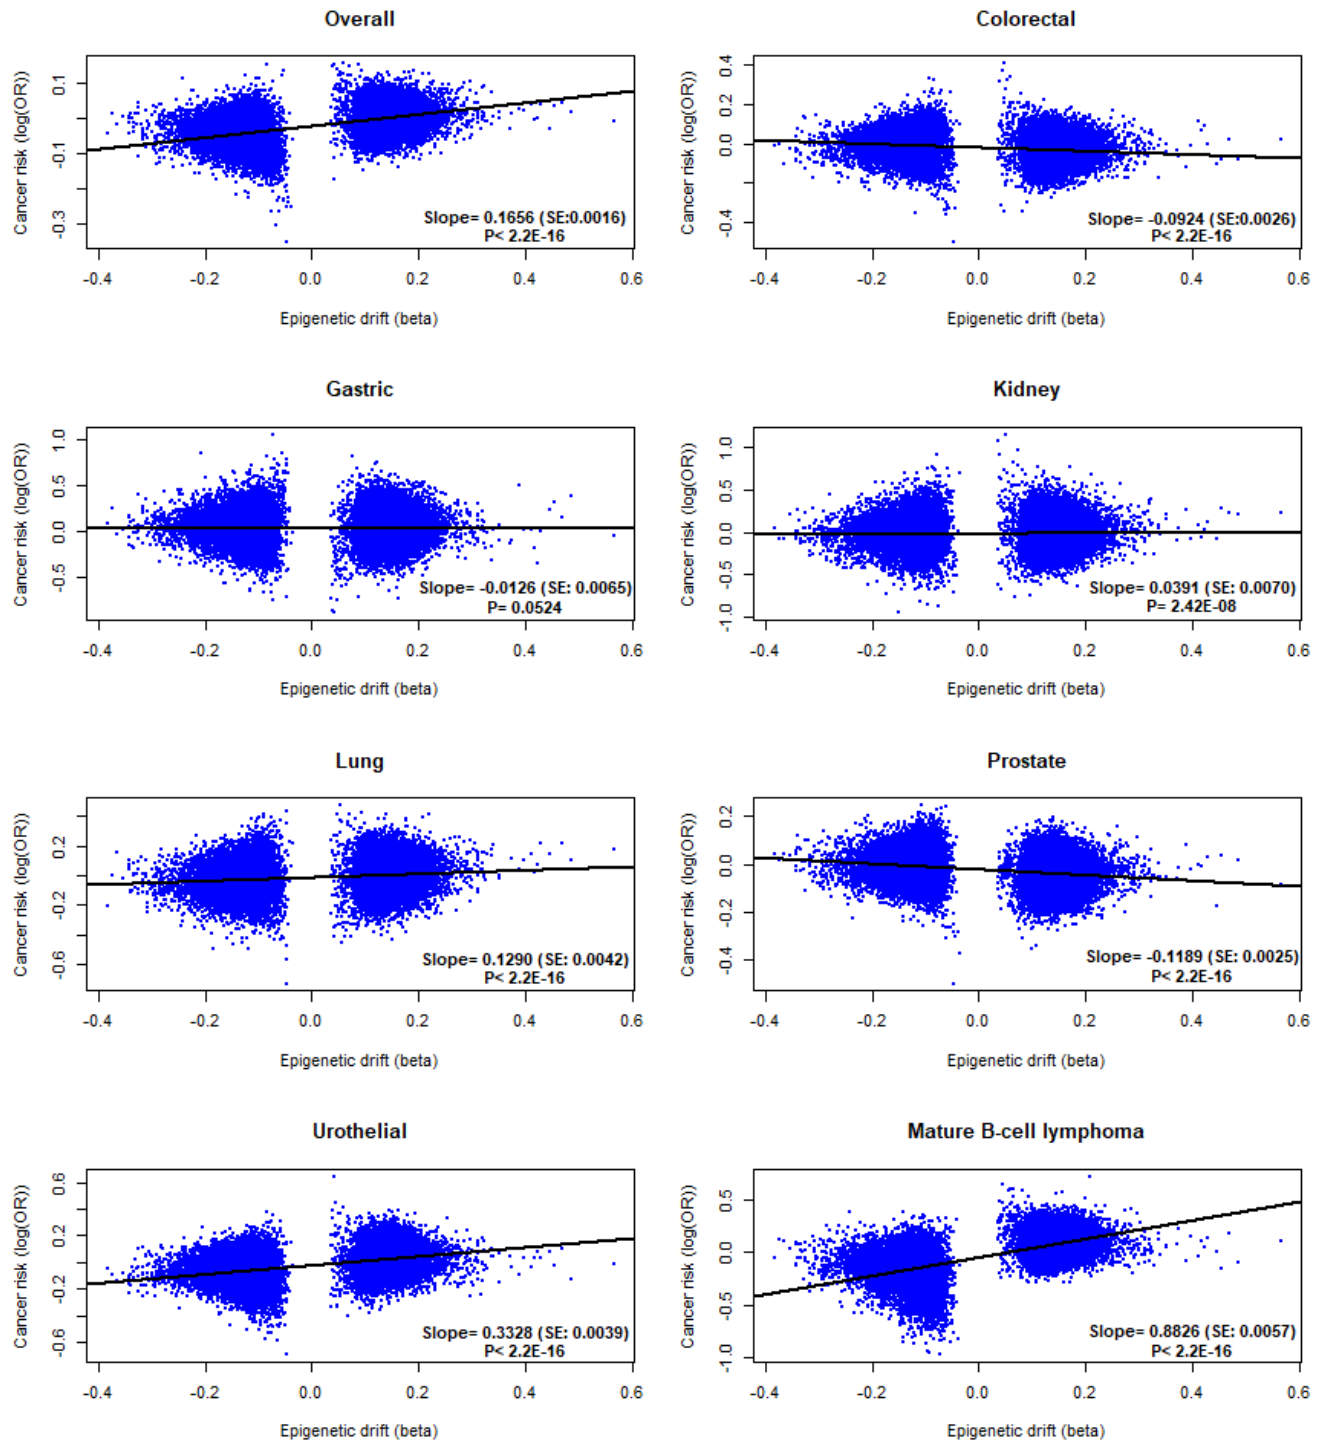 Overall
Cancer risk (log(OR))
0.1
-0.1
-0.3
Slope= 0.1656 (SE:0.0016)
P< 2.2E-16
-0.4 -0.2 0.0 0.2 0.4 0.6
Epigenetic drift (beta)
Colorectal
Cancer risk (log(OR))
0.4
0.2
0.0
-0.4
Slope= -0.0924 (SE:0.0026)
P< 2.2E-16
-0.4 -0.2 0.0 0.2 0.4 0.6
Epigenetic drift (beta)
Gastric
Cancer risk (log(OR))
1.0
0.5
0.0
-0.5
Slope= -0.0126 (SE: 0.0065)
P= 0.0524
-0.4 -0.2 0.0 0.2 0.4 0.6
Epigenetic drift (beta)
Kidney
Cancer risk (log(OR))
1.0
0.5
0.0
-0.5
-1.0
Slope= 0.0391 (SE: 0.0070)
P= 2.42E-08
-0.4 -0.2 0.0 0.2 0.4 0.6
Epigenetic drift (beta)
Lung
Cancer risk (log(OR))
0.2
-0.2
-0.6
Slope= 0.1290 (SE: 0.0042)
P< 2.2E-16
-0.4 -0.2 0.0 0.2 0.4 0.6
Epigenetic drift (beta)
Prostate
Cancer risk (log(OR))
0.2
0.0
-0.2
-0.4
Slope= -0.1189 (SE: 0.0025)
P< 2.2E-16
-0.4 -0.2 0.0 0.2 0.4 0.6
Epigenetic drift (beta)
Urothelial
Cancer risk (log(OR))
0.6
0.2
-0.2
-0.6
Slope= 0.3328 (SE: 0.0039)
P< 2.2E-16
-0.4 -0.2 0.0 0.2 0.4 0.6
Epigenetic drift (beta)
Mature B-cell lymphoma
Cancer risk (log(OR))
0.5
0.0
-0.5
-1.0
Slope= 0.8826 (SE: 0.0057)
P< 2.2E-16
-0.4 -0.2 0.0 0.2 0.4 0.6
Epigenetic drift (beta)